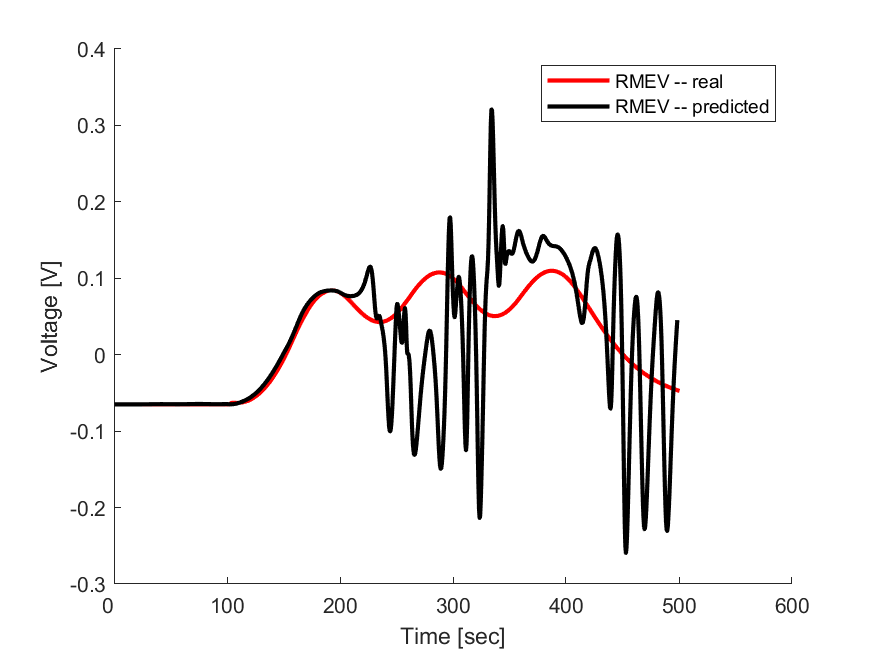 0.4
0.3
0.2
0.1
0
-0.1
-0.2
-0.3
0 100 200 300 400 500 600
Voltage [V]
Time [sec]
RMEV -- real
RMEV -- predicted